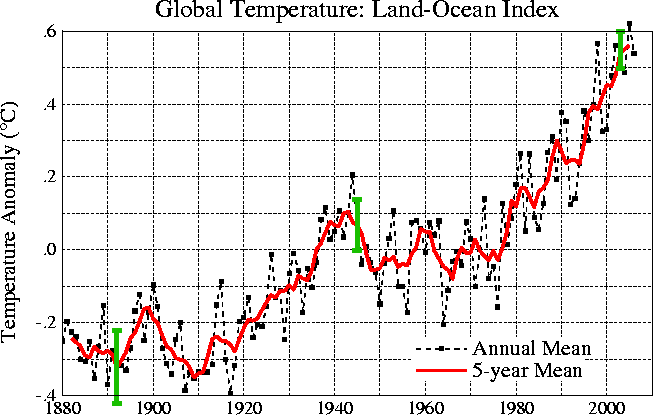 Global Temperature: Land-Ocean Index
Temperature Anomaly (°C)
.6
.4
.2
.0
-.2
-.4
1880 1900 1920 1940 1960 1980 2000
Annual Mean
5-year Mean